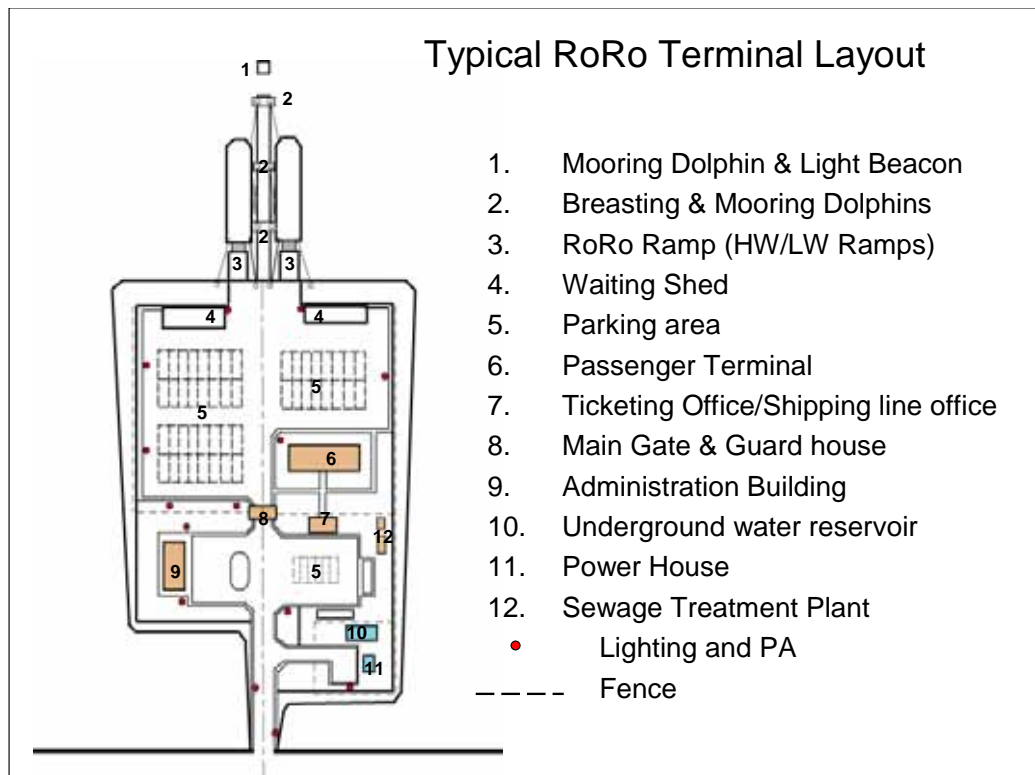 Typical RoRo Terminal Layout
1
2
2
2
3 3
4 4
5
5
6
7
8
12
9
5
10
11
1. Mooring Dolphin & Light Beacon
2. Breasting & Mooring Dolphins
3. RoRo Ramp (HW/LW Ramps)
4. Waiting Shed
5. Parking area
6. Passenger Terminal
7. Ticketing Office/Shipping line office
8. Main Gate & Guard house
9. Administration Building
10. Underground water reservoir
11. Power House
12. Sewage Treatment Plant
Lighting and PA
Fence